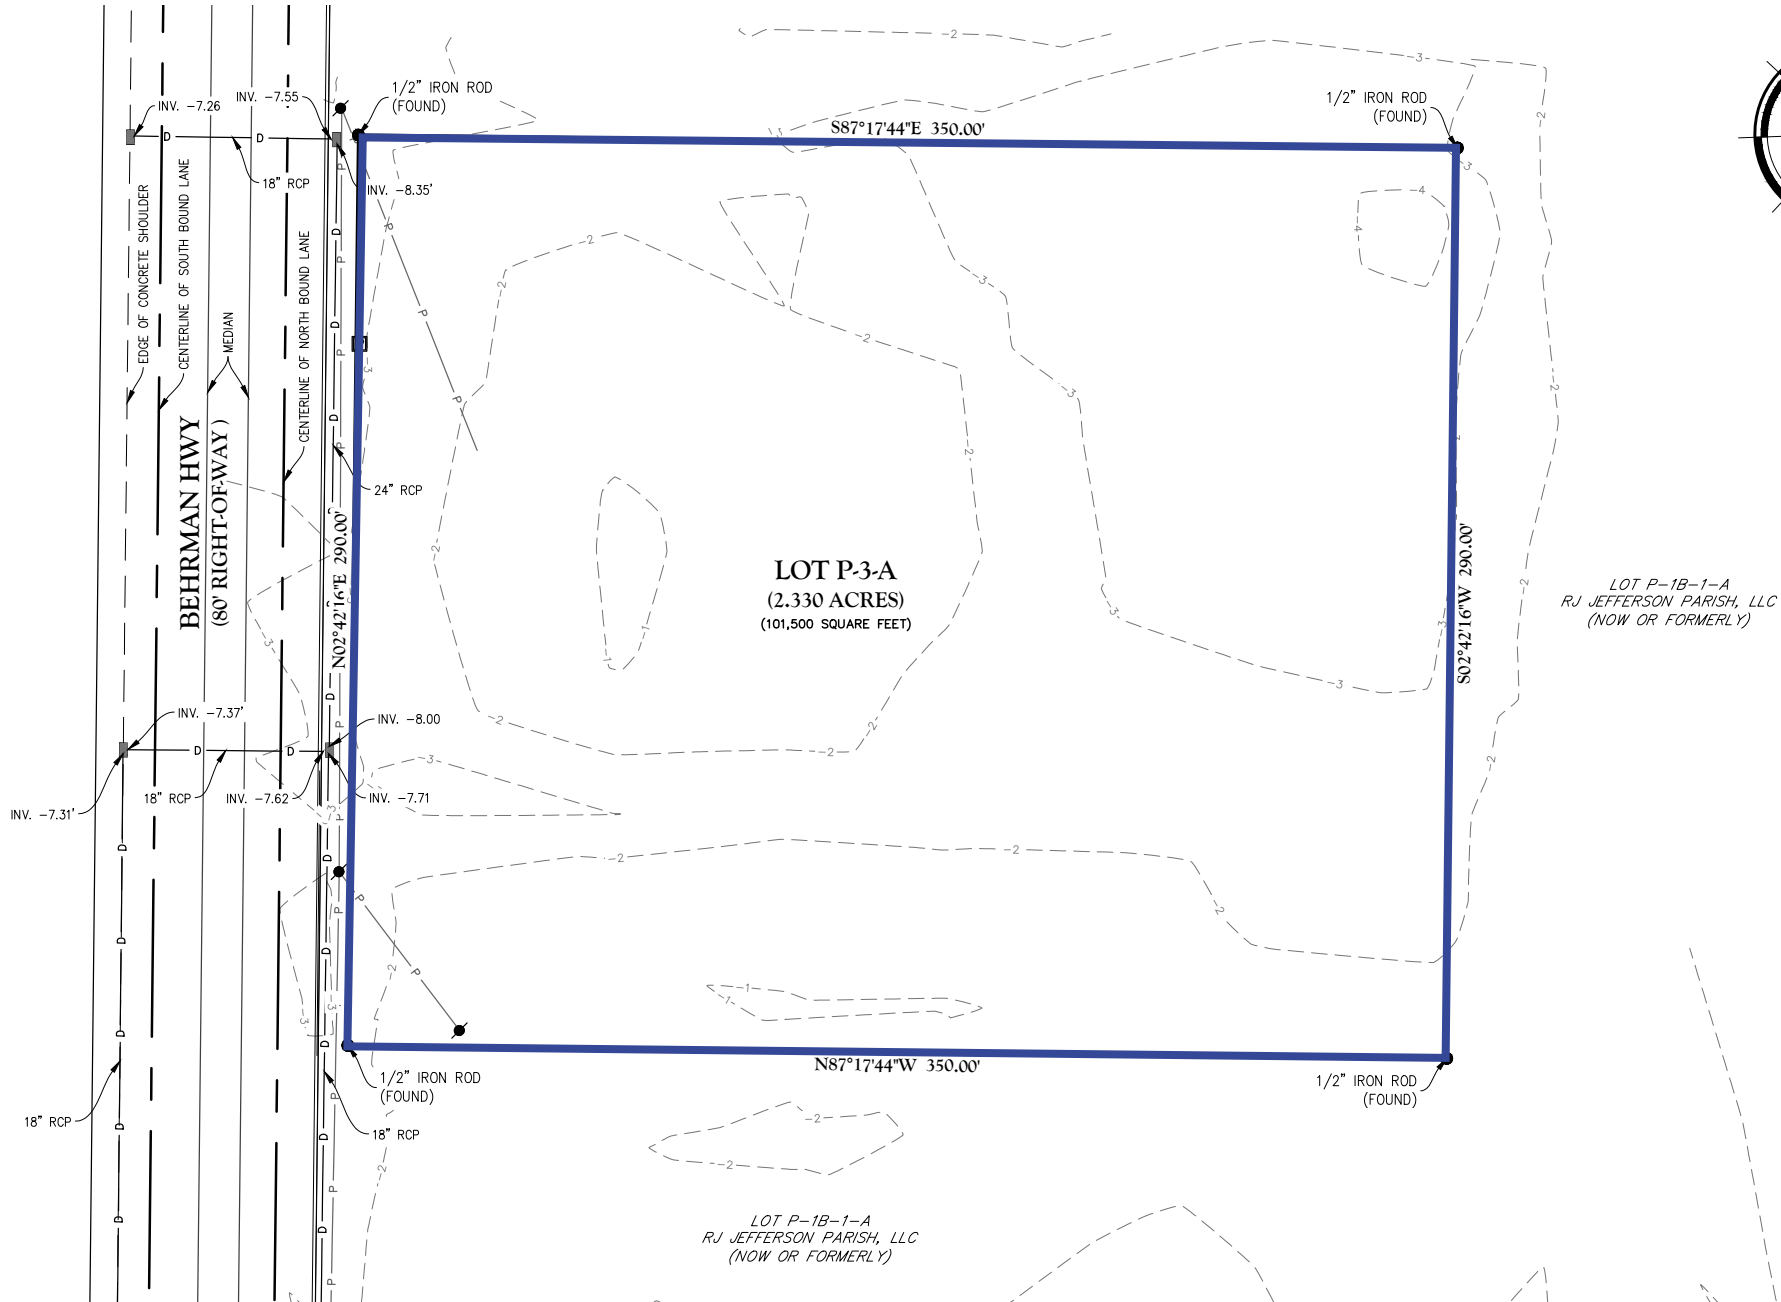 1/2" IRON ROD
(FOUND)
1/2" IRON ROD
(FOUND)
INV. -7.26
INV. -7.55
S87°17'44"E 350.00'
18" RCP
INV. -8.35'
EDGE OF CONCRETE SHOULDER
CENTERLINE OF SOUTH BOUND LANE
MEDIAN
CENTERLINE OF NORTH BOUND LANE
BEHRMAN HWY
(80' RIGHT-OF-WAY )
24" RCP
N02°42'16"E 290.00'
LOT P-3-A
(2.330 ACRES)
(101,500 SQUARE FEET)
S02°42'16"W 290.00'
LOT P-1B-1-A
RJ JEFFERSON PARISH, LLC
(NOW OR FORMERLY)
INV. -7.37'
INV. -8.00
18" RCP
INV. -7.62
INV. -7.71
INV. -7.31'
N87°17'44"W 350.00'
1/2" IRON ROD
(FOUND)
1/2" IRON ROD
(FOUND)
18" RCP
18" RCP
LOT P-1B-1-A
RJ JEFFERSON PARISH, LLC
(NOW OR FORMERLY)